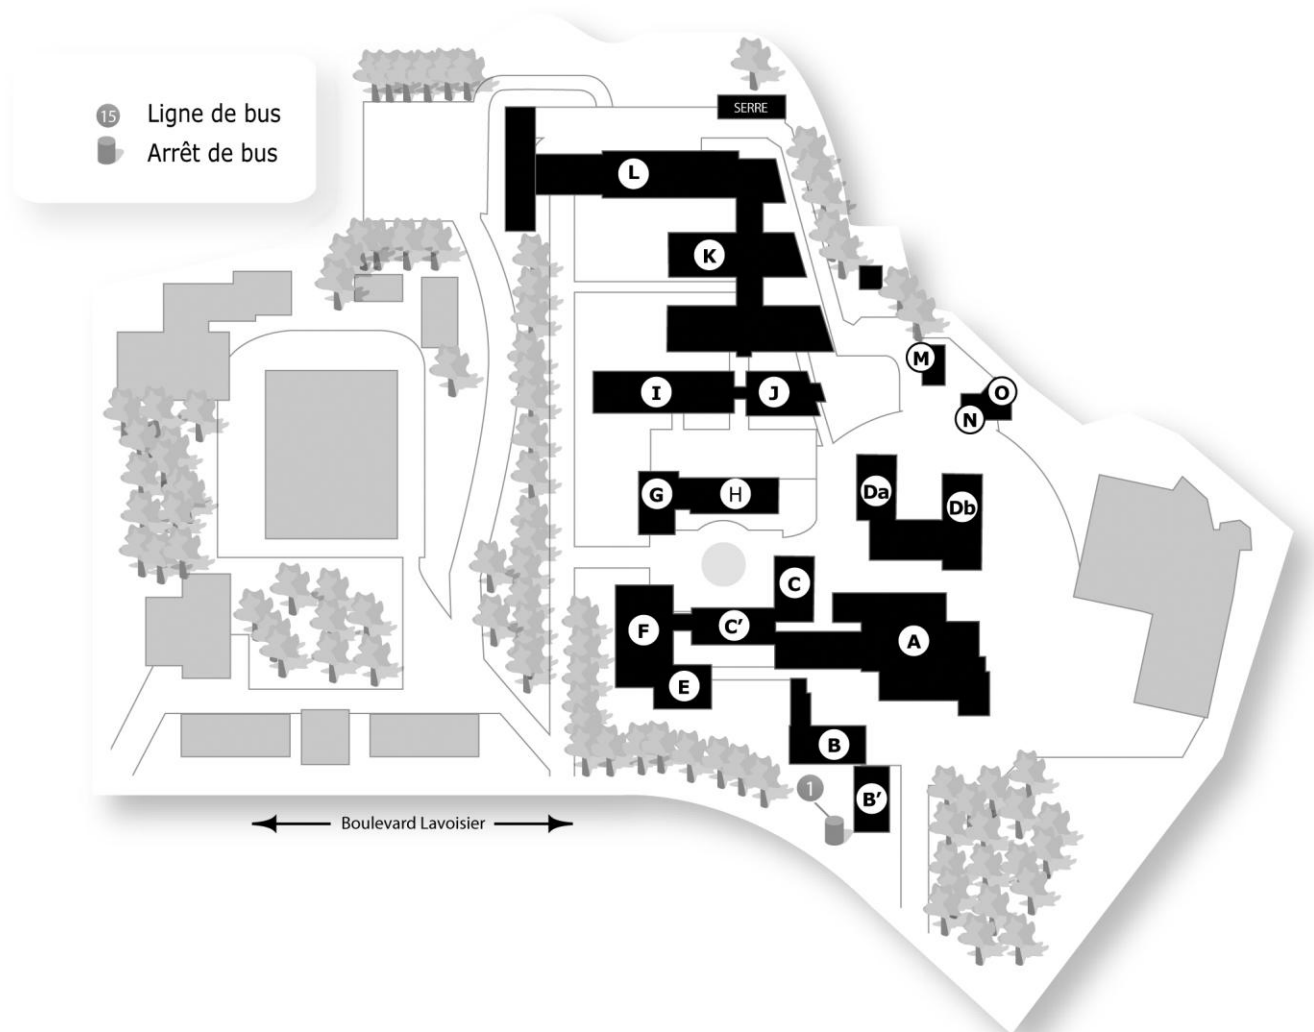 15 Ligne de bus
Arrêt de bus
SERRE
L
K
M
I
J
O
N
G
H
Da
Db
C
F
C’
A
E
B
1
B’
Boulevard Lavoisier